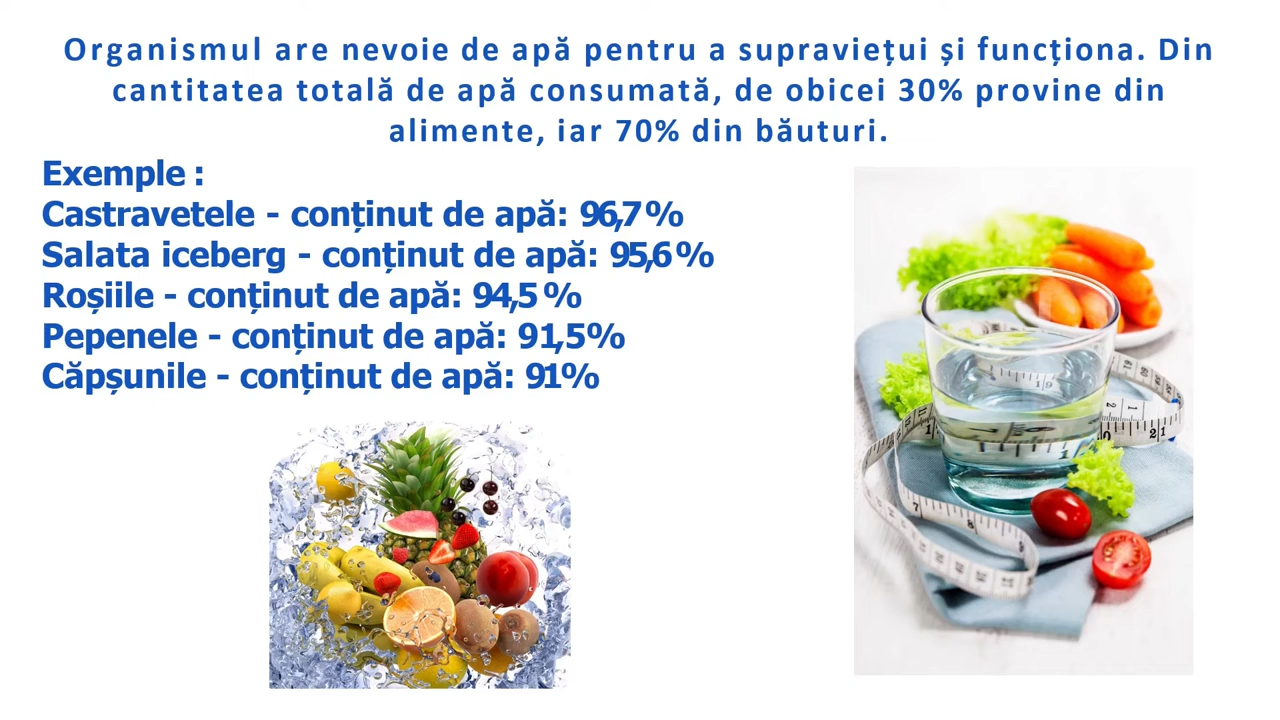 Organismul are nevoie de apă pentru a supraviețui și funcționa. Din
cantitatea totală de apă consumată, de obicei 30% provine din
alimente, iar 70% din băuturi.
Exemple :
Castravetele - conținut de apă: 96,7%
Salata iceberg - conținut de apă: 95,6%
Roșiile - conținut de apă: 94,5 %
Pepenele - conținut de apă: 91,5%
Căpșunile - conținut de apă: 91%